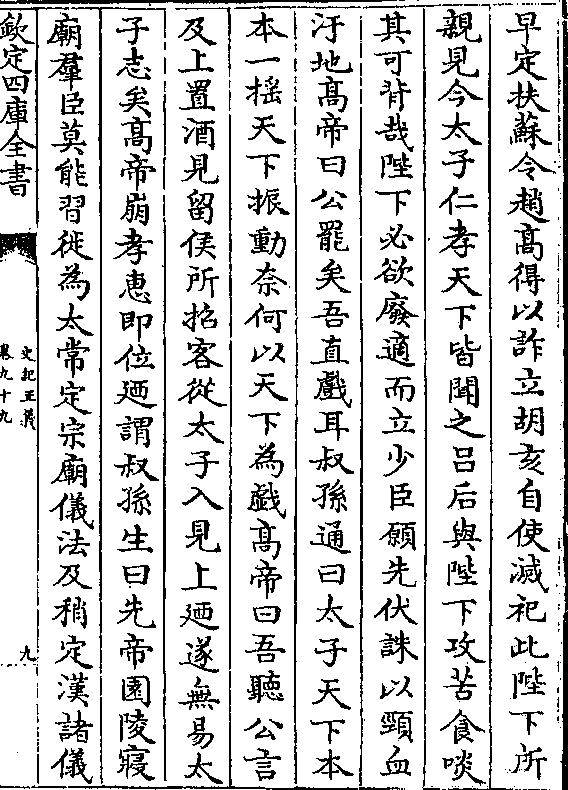 早定扶蘇令趙髙得以詐立胡亥自使滅祀此陛下所
親見今太子仁孝天下皆聞之吕后與陛下攻苦食啖
其可背哉陛下必欲廢適而立少臣願先伏誅以頸血
汙地髙帝曰公罷矣吾直戲耳叔孫通曰太子天下本
本一揺天下振動奈何以天下為戲髙帝曰吾聽公言
及上置酒見留侯所招客從太子入見上廼遂無易太
子志矣髙帝崩孝惠即位廼謂叔孫生曰先帝園陵寢
廟羣臣莫能習徙為太常定宗廟儀法及稍定漢諸儀
欽定四庫全書
史記正義
卷九十九
九